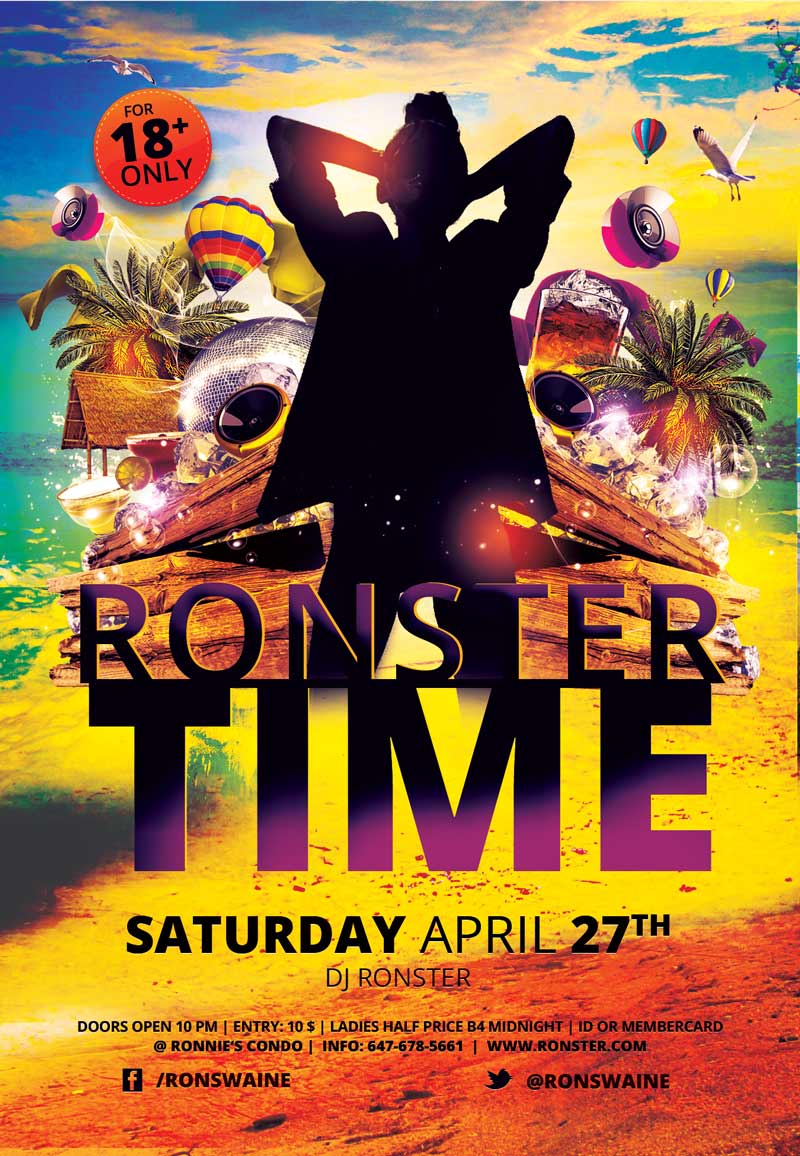 FOR
18+
ONLY
RONSTER
TIME
SATURDAY APRIL 27TH
DJ RONSTER
DOORS OPEN 10 PM | ENTRY: 10 $ | LADIES HALF PRICE B4 MIDNIGHT | ID OR MEMBERCARD
@ RONNIE'S CONDO | INFO: 647-678-5661 | WWW.RONSTER.COM
/RONSWAINE @RONSWAINE